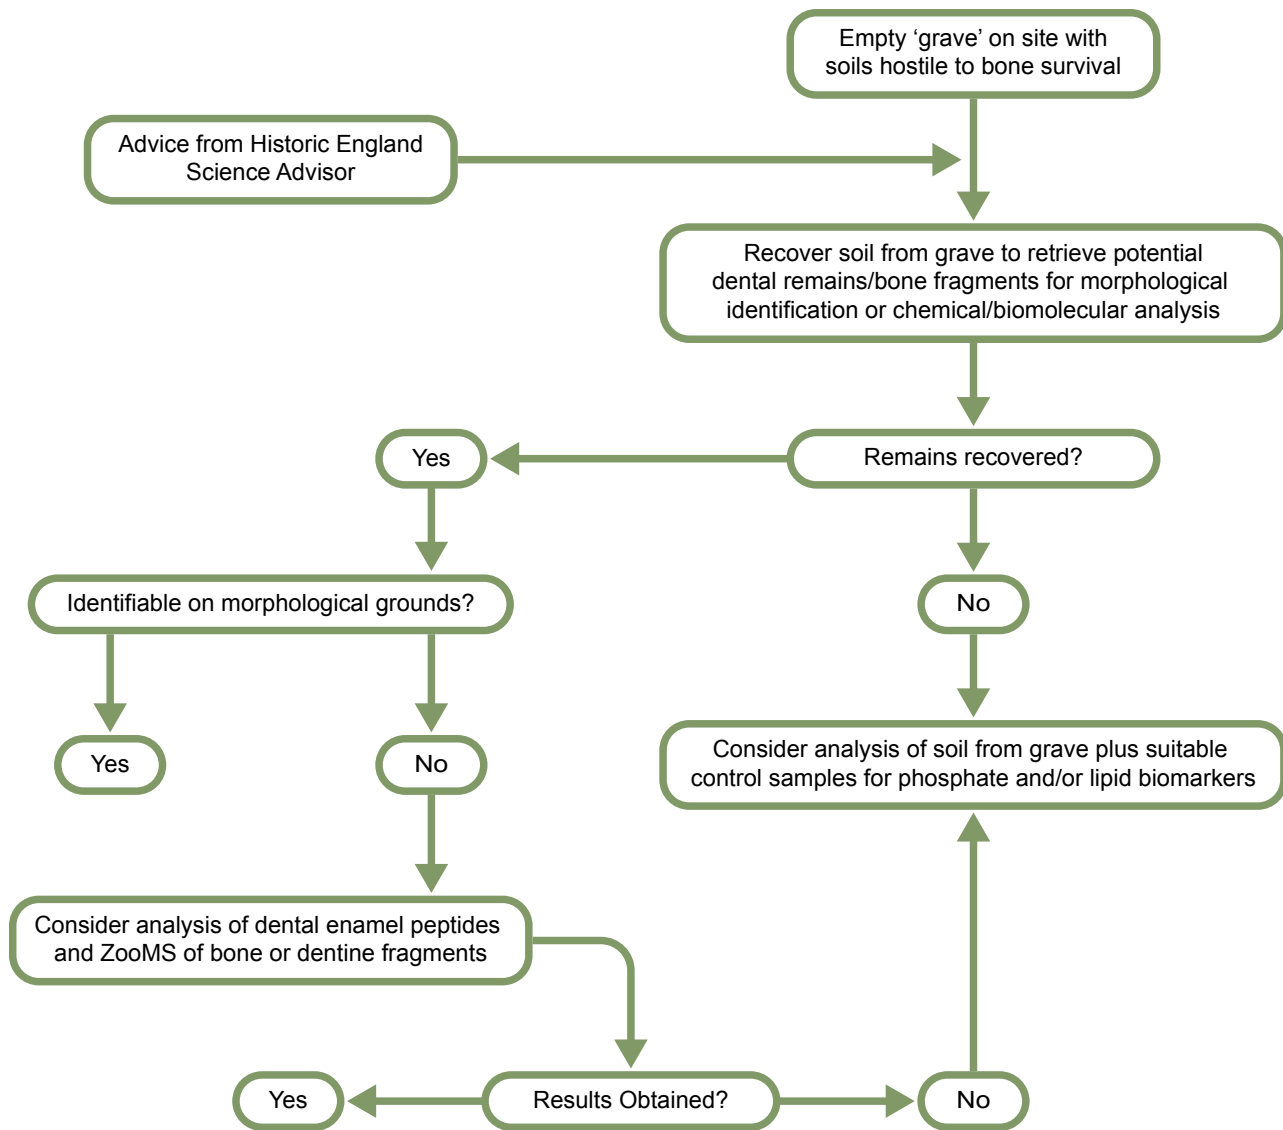 Empty ‘grave’ on site with
soils hostile to bone survival
Advice from Historic England
Science Advisor
Recover soil from grave to retrieve potential
dental remains/bone fragments for morphological
identification or chemical/biomolecular analysis
Yes
Remains recovered?
Identifiable on morphological grounds?
No
Yes
No
Consider analysis of soil from grave plus suitable
control samples for phosphate and/or lipid biomarkers
Consider analysis of dental enamel peptides
and ZooMS of bone or dentine fragments
Yes
Results Obtained?
No